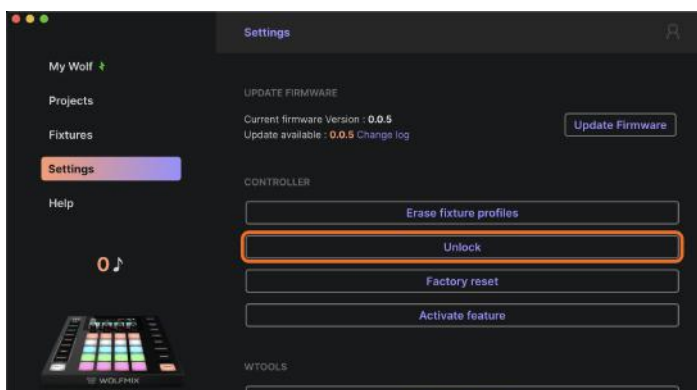 Settings
My Wolf
Projects
Fixtures
Settings
Help
0
WOLFMIX
UPDATE FIRMWARE
Current firmware Version : 0.0.5
Update available : 0.0.5 Change log
Update Firmware
CONTROLLER
Erase fixture profiles
Unlock
Factory reset
Activate feature
WTOOLS